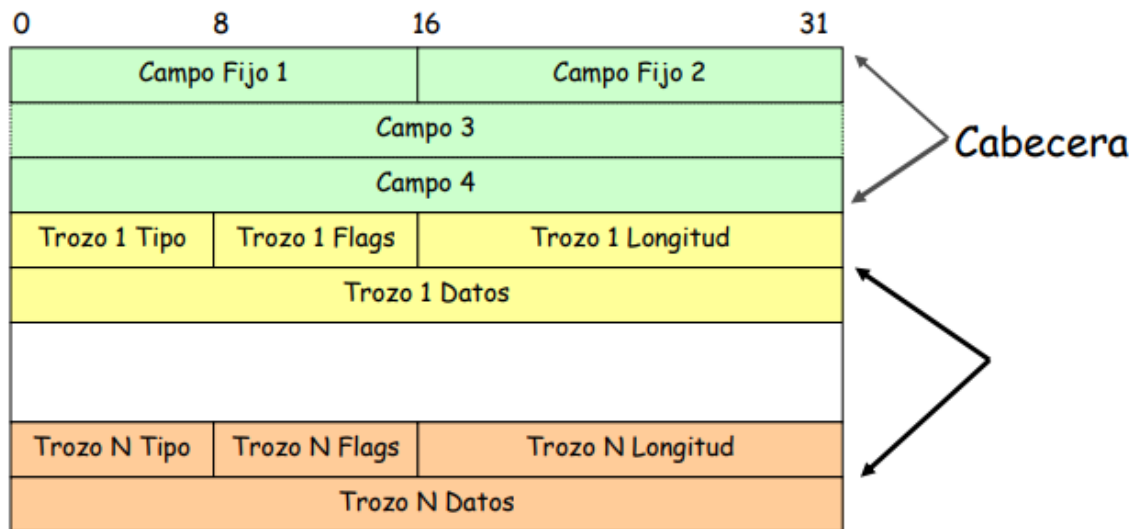 0 8 16 31
Campo Fijo 1 Campo Fijo 2
Campo 3
Cabecera
Campo 4
Trozo 1 Tipo Trozo 1 Flags Trozo 1 Longitud
Trozo 1 Datos
Trozo N Tipo Trozo N Flags Trozo N Longitud
Trozo N Datos